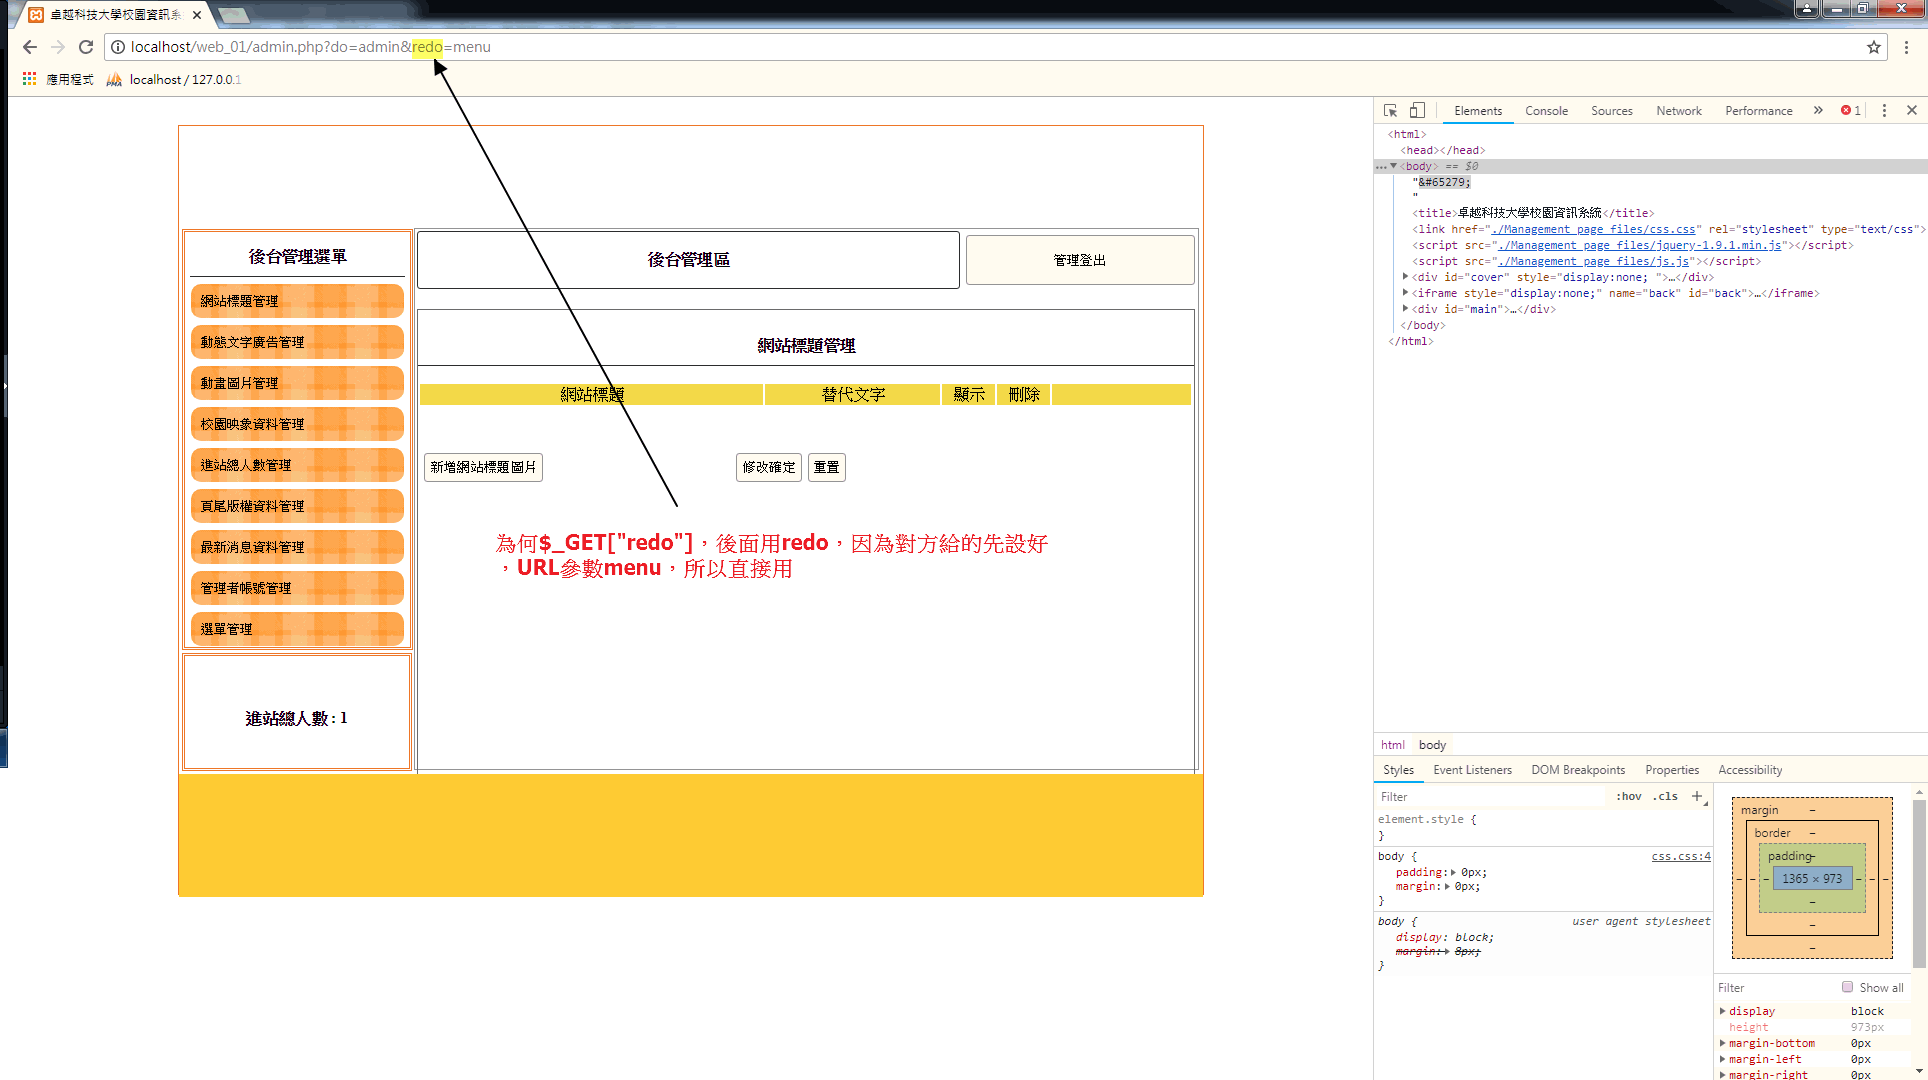 卓越科技大學校園資訊系
localhost/web_01/admin.php?do=admin&redo=menu
應用程式
localhost / 127.0.0.1
後台管理選單
網站標題管理
動態文字廣告管理
動畫圖片管理
校園映象資料管理
進站總人數管理
頁尾版權資料管理
最新消息資料管理
管理者帳號管理
選單管理
進站總人數 : 1
後台管理區
管理登出
網站標題管理
網站標題 替代文字 顯示 刪除
新增網站標題圖片 修改確定 重置
為何$_GET["redo"]，後面用redo，因為對方給的先設好
，URL參數menu，所以直接用
Elements Console Sources Network Performance » 1
<html>
<head></head>
<body> == $0
"&#65279;
"
<title>卓越科技大學校園資訊系統</title>
<link href="./Management page files/css.css" rel="stylesheet" type="text/css">
<script src="./Management page files/jquery-1.9.1.min.js"></script>
<script src="./Management page files/js.js"></script>
<div id="cover" style="display:none; ">…</div>
<iframe style="display:none;" name="back" id="back">…</iframe>
<div id="main">…</div>
</body>
</html>
html body
Styles Event Listeners DOM Breakpoints Properties Accessibility
Filter :hov .cls +
element.style {
}
body { css.css:4
padding: 0px;
margin: 0px;
}
body { user agent stylesheet
display: block;
margin: 8px;
}
margin –
border –
padding –
– – – 1365 × 973 – – –
–
–
–
Filter Show all
display block
height 973px
margin-bottom 0px
margin-left 0px
margin-right 0px